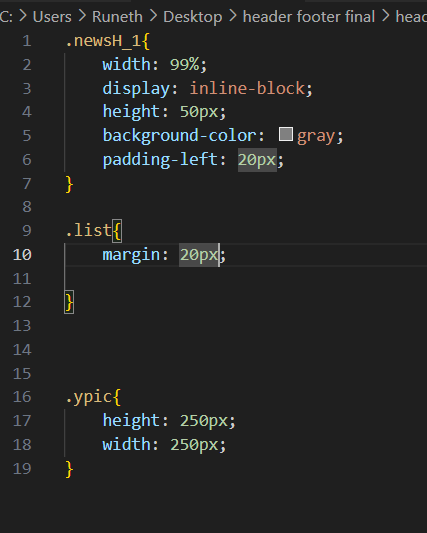 C: > Users > Runeth > Desktop > header footer final > head
1 .newsH_1{
2 width: 99%;
3 display: inline-block;
4 height: 50px;
5 background-color: gray;
6 padding-left: 20px;
7 }
8
9 .list{
10 margin: 20px;
11
12 }
13
14
15
16 .ypic{
17 height: 250px;
18 width: 250px;
19 }